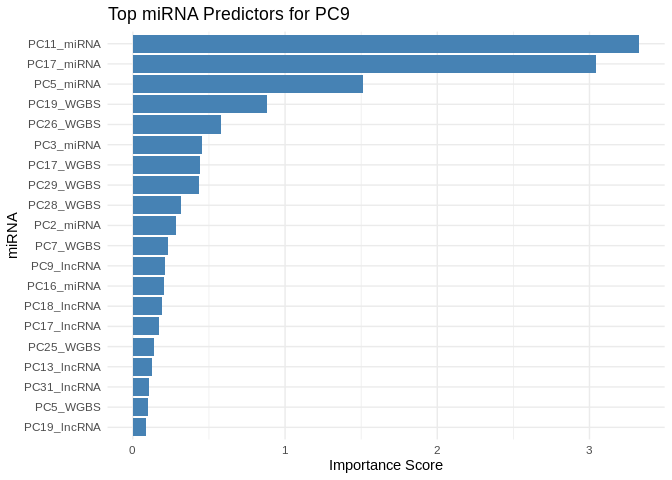 Top miRNA Predictors for PC9
miRNA
PC11_miRNA
PC17_miRNA
PC5_miRNA
PC19_WGBS
PC26_WGBS
PC3_miRNA
PC17_WGBS
PC29_WGBS
PC28_WGBS
PC2_miRNA
PC7_WGBS
PC9_lncRNA
PC16_miRNA
PC18_lncRNA
PC17_lncRNA
PC25_WGBS
PC13_lncRNA
PC31_lncRNA
PC5_WGBS
PC19_lncRNA
0 1 2 3
Importance Score